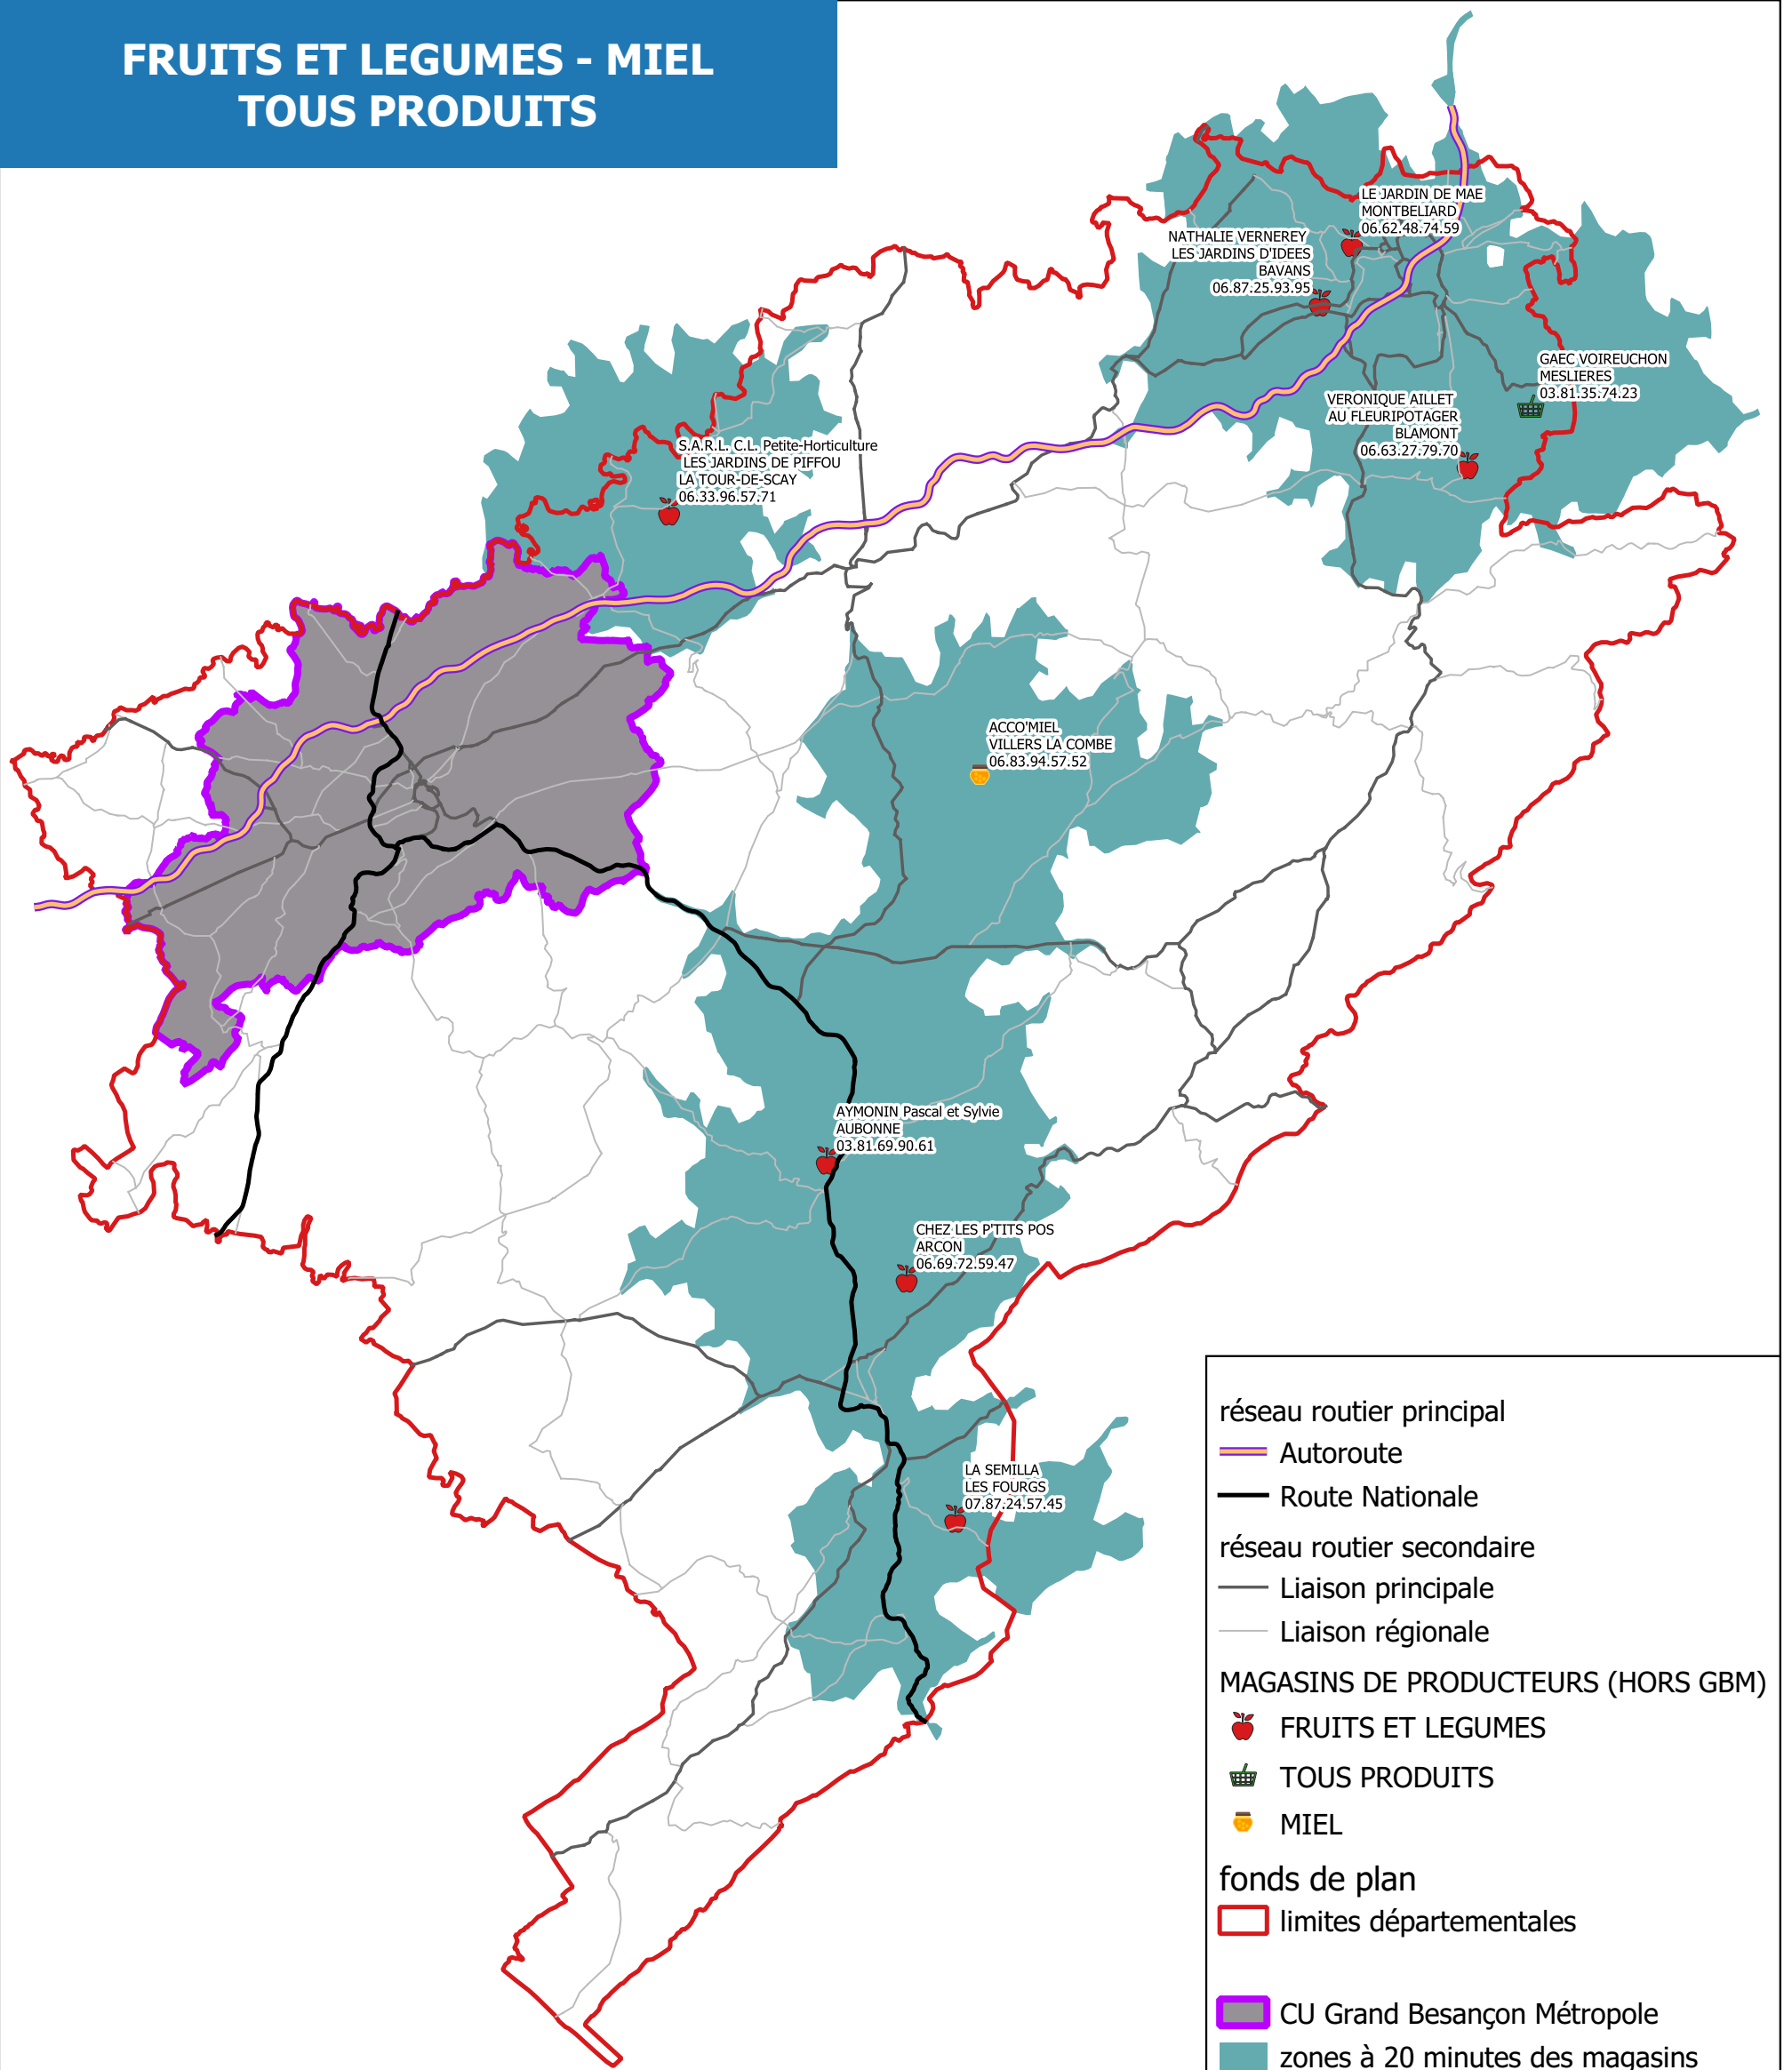 FRUITS ET LEGUMES - MIEL
TOUS PRODUITS
LE JARDIN DE MAE
MONTBELIARD
06.62.48.74.59
NATHALIE VERNEREY
LES JARDINS D'IDEES
BAVANS
06.87.25.93.95
GAEC VOIREUCHON
MESLIERES
03.81.35.74.23
VERONIQUE AILLET
AU FLEURIPOTAGER
BLAMONT
06.63.27.79.70
S.A.R.L. C.L. Petite-Horticulture
LES JARDINS DE PIFFOU
LA TOUR-DE-SCAY
06.33.96.57.71
ACCO'MIEL
VILLERS LA COMBE
06.83.94.57.52
AYMONIN Pascal et Sylvie
AUBONNE
03.81.69.90.61
CHEZ LES P'TITS POS
ARCON
06.69.72.59.47
LA SEMILLA
LES FOURGS
07.87.24.57.45
réseau routier principal
Autoroute
Route Nationale
réseau routier secondaire
Liaison principale
Liaison régionale
MAGASINS DE PRODUCTEURS (HORS GBM)
FRUITS ET LEGUMES
TOUS PRODUITS
MIEL
fonds de plan
limites départementales
CU Grand Besançon Métropole
zones à 20 minutes des magasins